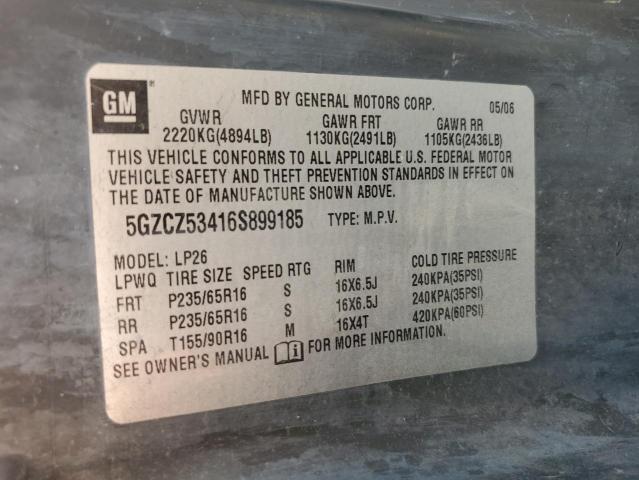 GM
MFD BY GENERAL MOTORS CORP. 05/06
GVWR GAWR FRT GAWR RR
2220KG(4894LB) 1130KG(2491LB) 1105KG(2436LB)
THIS VEHICLE CONFORMS TO ALL APPLICABLE U.S. FEDERAL MOTOR
VEHICLE SAFETY AND THEFT PREVENTION STANDARDS IN EFFECT ON
THE DATE OF MANUFACTURE SHOWN ABOVE.
5GZCZ53416S899185 TYPE: M.P.V.
MODEL: LP26
LPWQ TIRE SIZE SPEED RTG RIM COLD TIRE PRESSURE
FRT P235/65R16 S 16X6.5J 240KPA(35PSI)
RR P235/65R16 S 16X6.5J 240KPA(35PSI)
SPA T155/90R16 M 16X4T 420KPA(60PSI)
SEE OWNER'S MANUAL i FOR MORE INFORMATION.